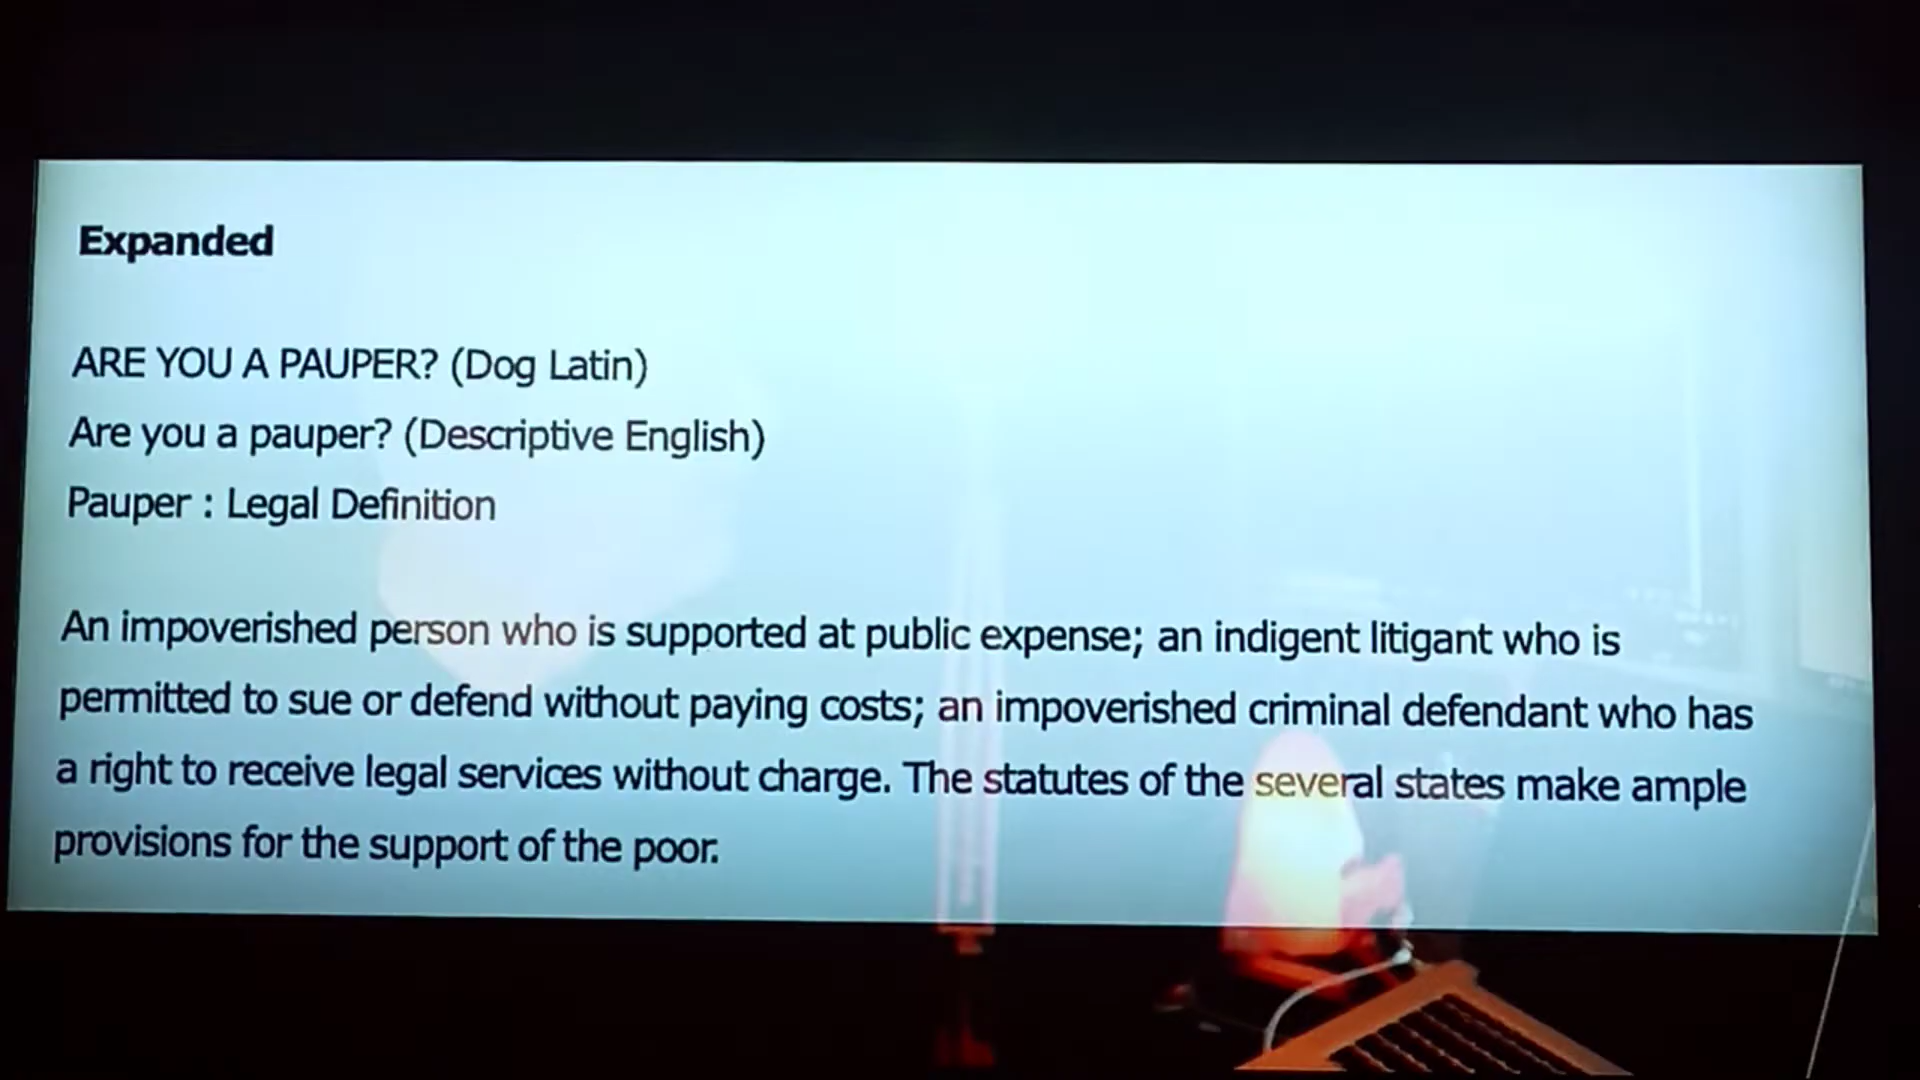 Expanded
ARE YOU A PAUPER? (Dog Latin)
Are you a pauper? (Descriptive English)
Pauper : Legal Definition
An impoverished person who is supported at public expense; an indigent litigant who is
permitted to sue or defend without paying costs; an impoverished criminal defendant who has
a right to receive legal services without charge. The statutes of the several states make ample
provisions for the support of the poor.